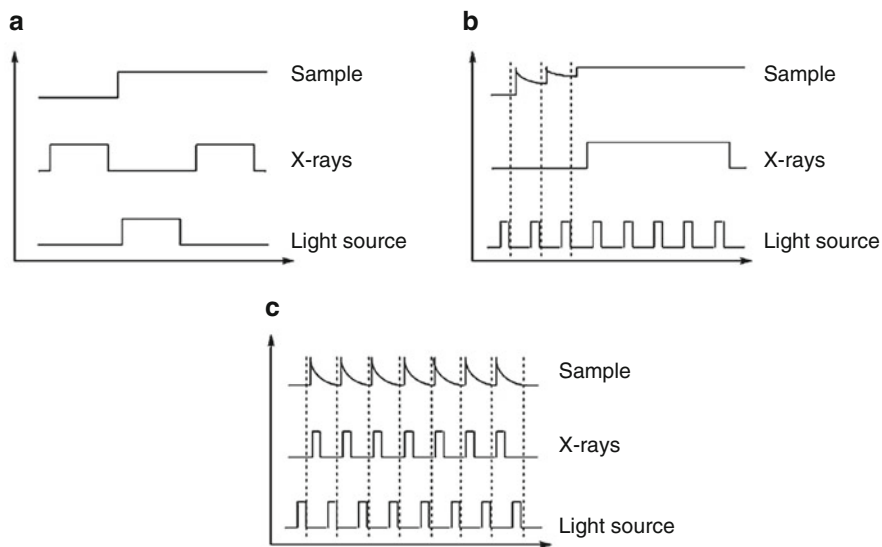 a
Sample
X-rays
Light source
b
Sample
X-rays
Light source
c
Sample
X-rays
Light source